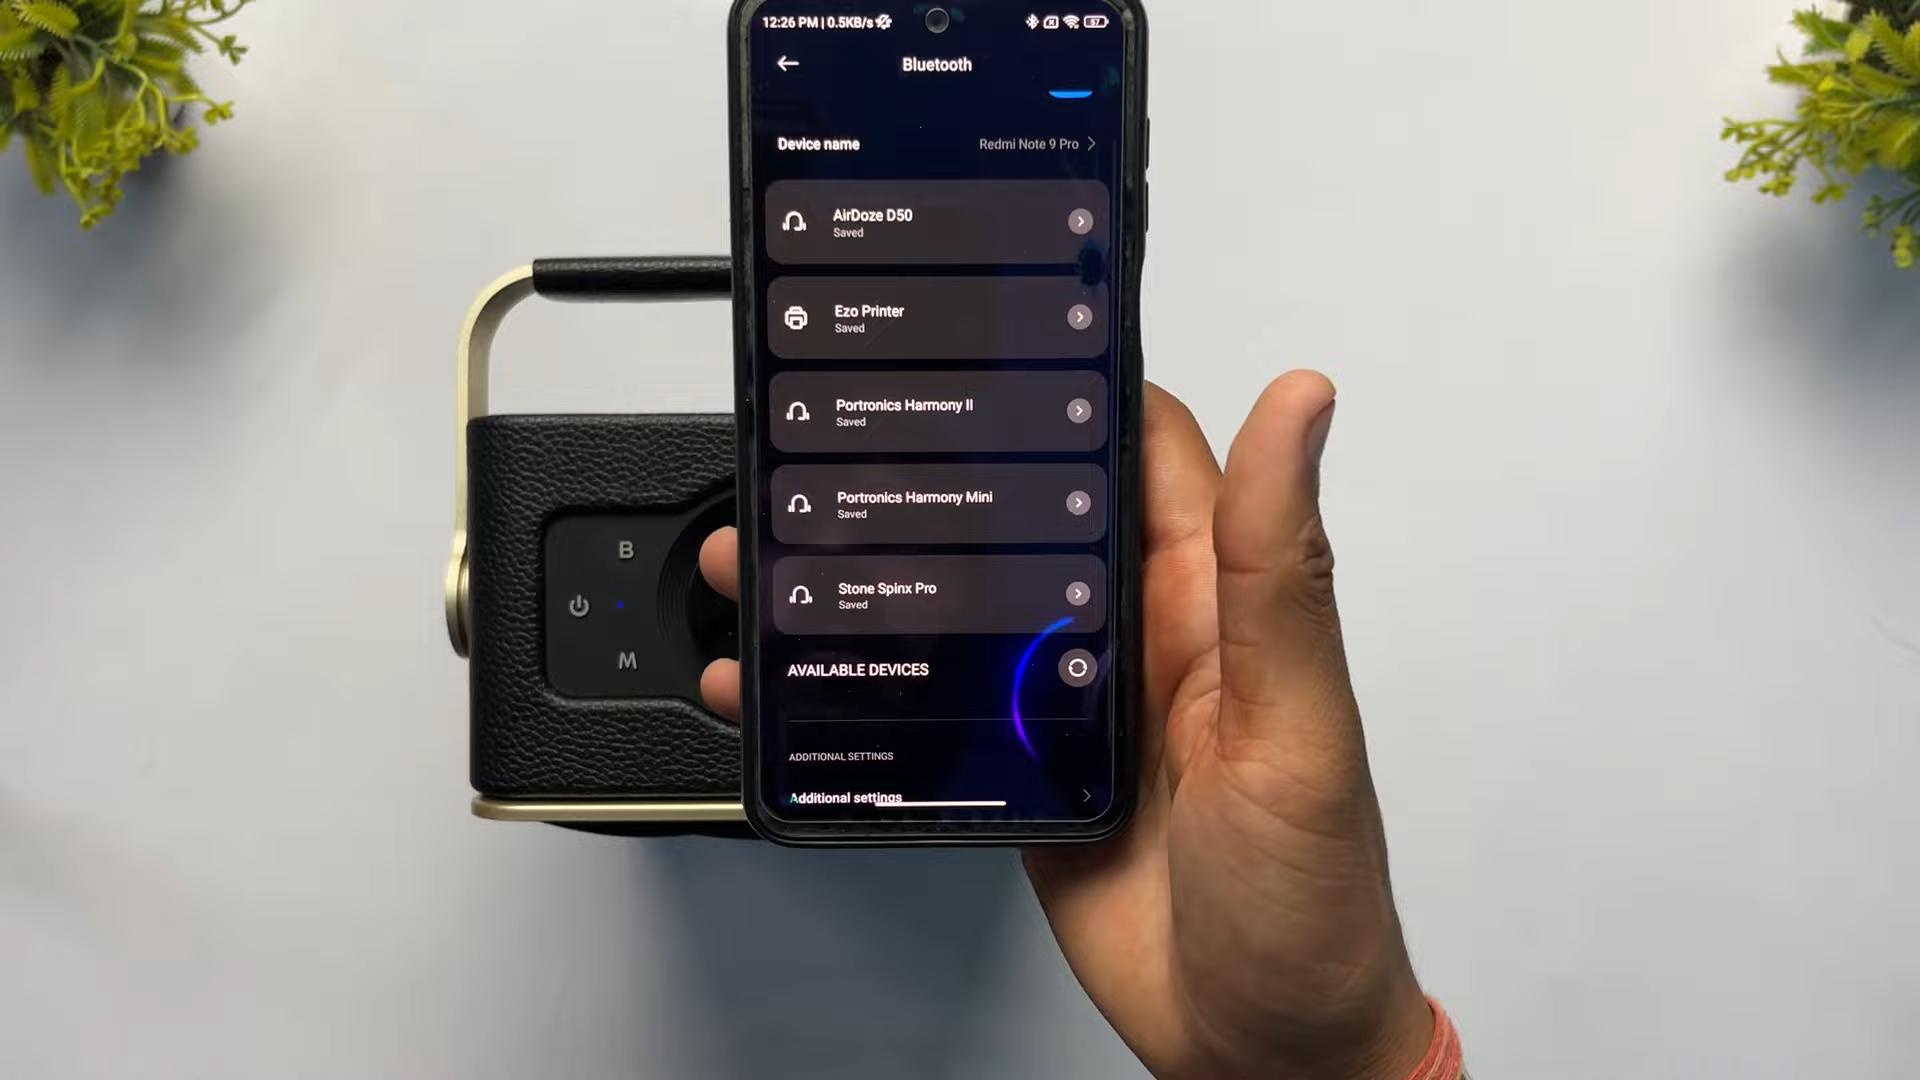 12:26 PM | 0.5KB/s
57
Bluetooth
Device name
Redmi Note 9 Pro
AirDoze D50
Saved
Ezo Printer
Saved
Portronics Harmony II
Saved
Portronics Harmony Mini
Saved
Stone Spinx Pro
Saved
AVAILABLE DEVICES
ADDITIONAL SETTINGS
Additional settings
B
M